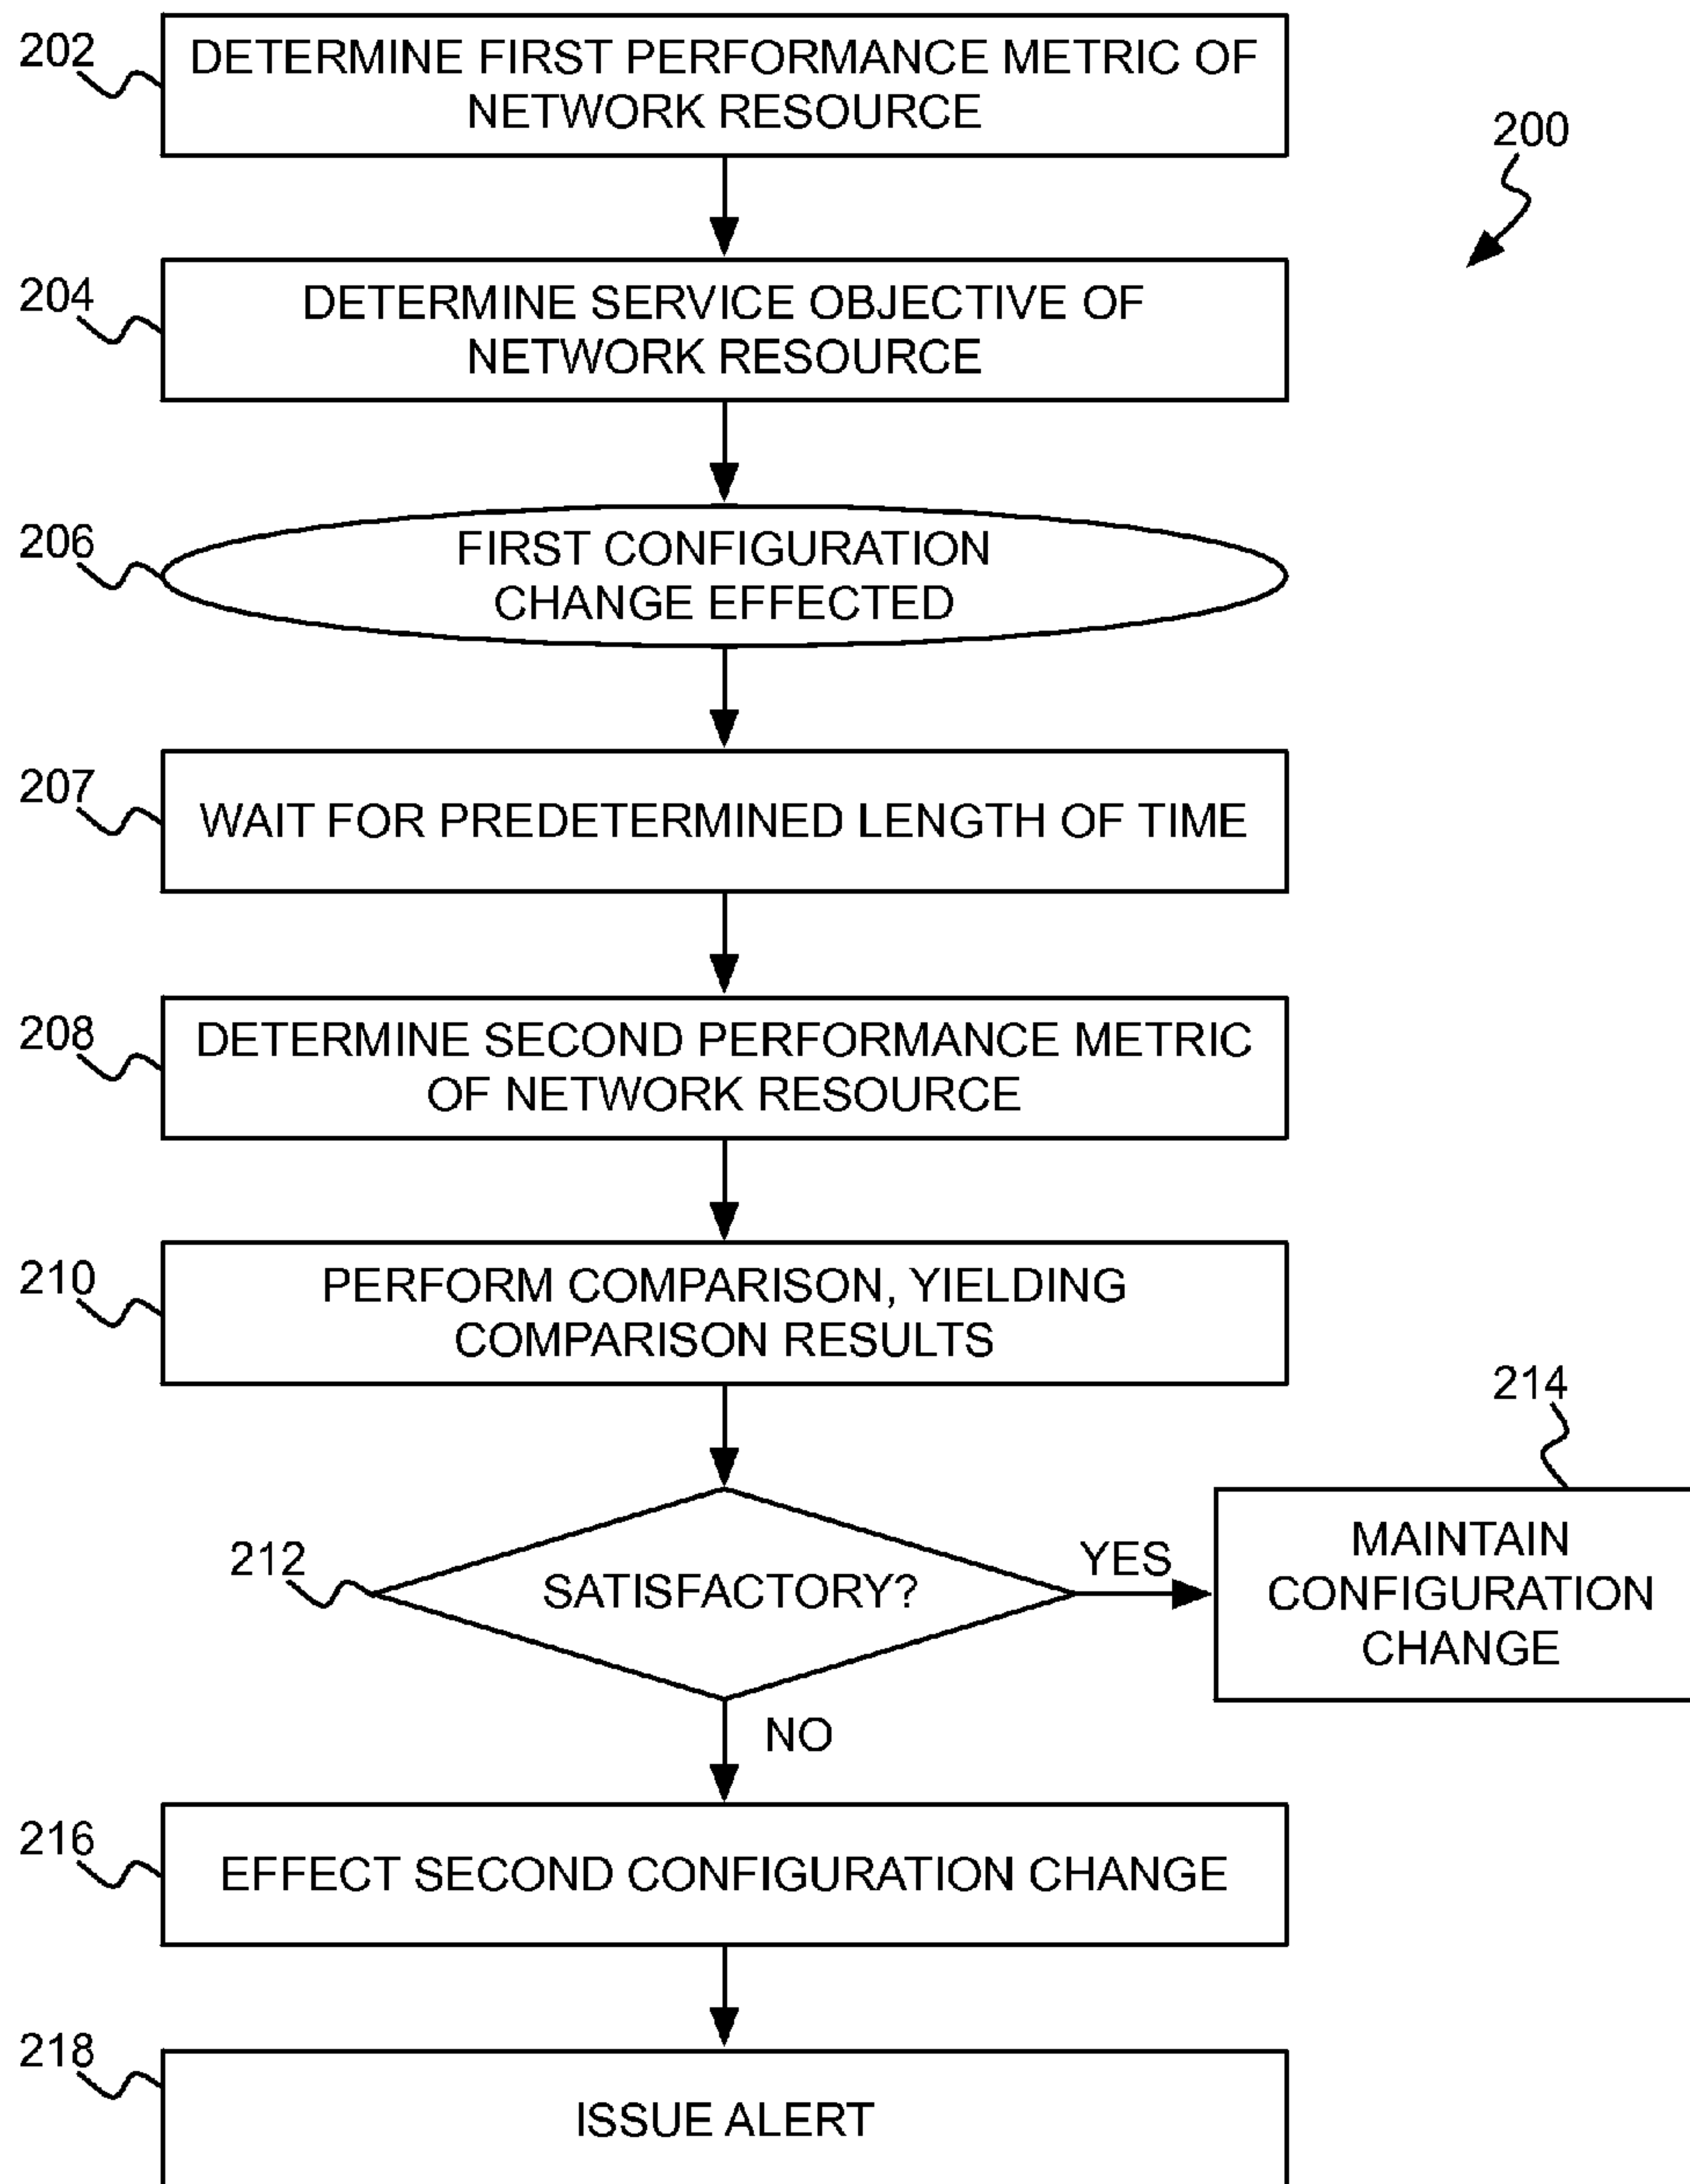 202
DETERMINE FIRST PERFORMANCE METRIC OF
NETWORK RESOURCE
200
204
DETERMINE SERVICE OBJECTIVE OF
NETWORK RESOURCE
206
FIRST CONFIGURATION
CHANGE EFFECTED
207
WAIT FOR PREDETERMINED LENGTH OF TIME
208
DETERMINE SECOND PERFORMANCE METRIC
OF NETWORK RESOURCE
210
PERFORM COMPARISON, YIELDING
COMPARISON RESULTS
212
SATISFACTORY?
YES
214
MAINTAIN
CONFIGURATION
CHANGE
NO
216
EFFECT SECOND CONFIGURATION CHANGE
218
ISSUE ALERT